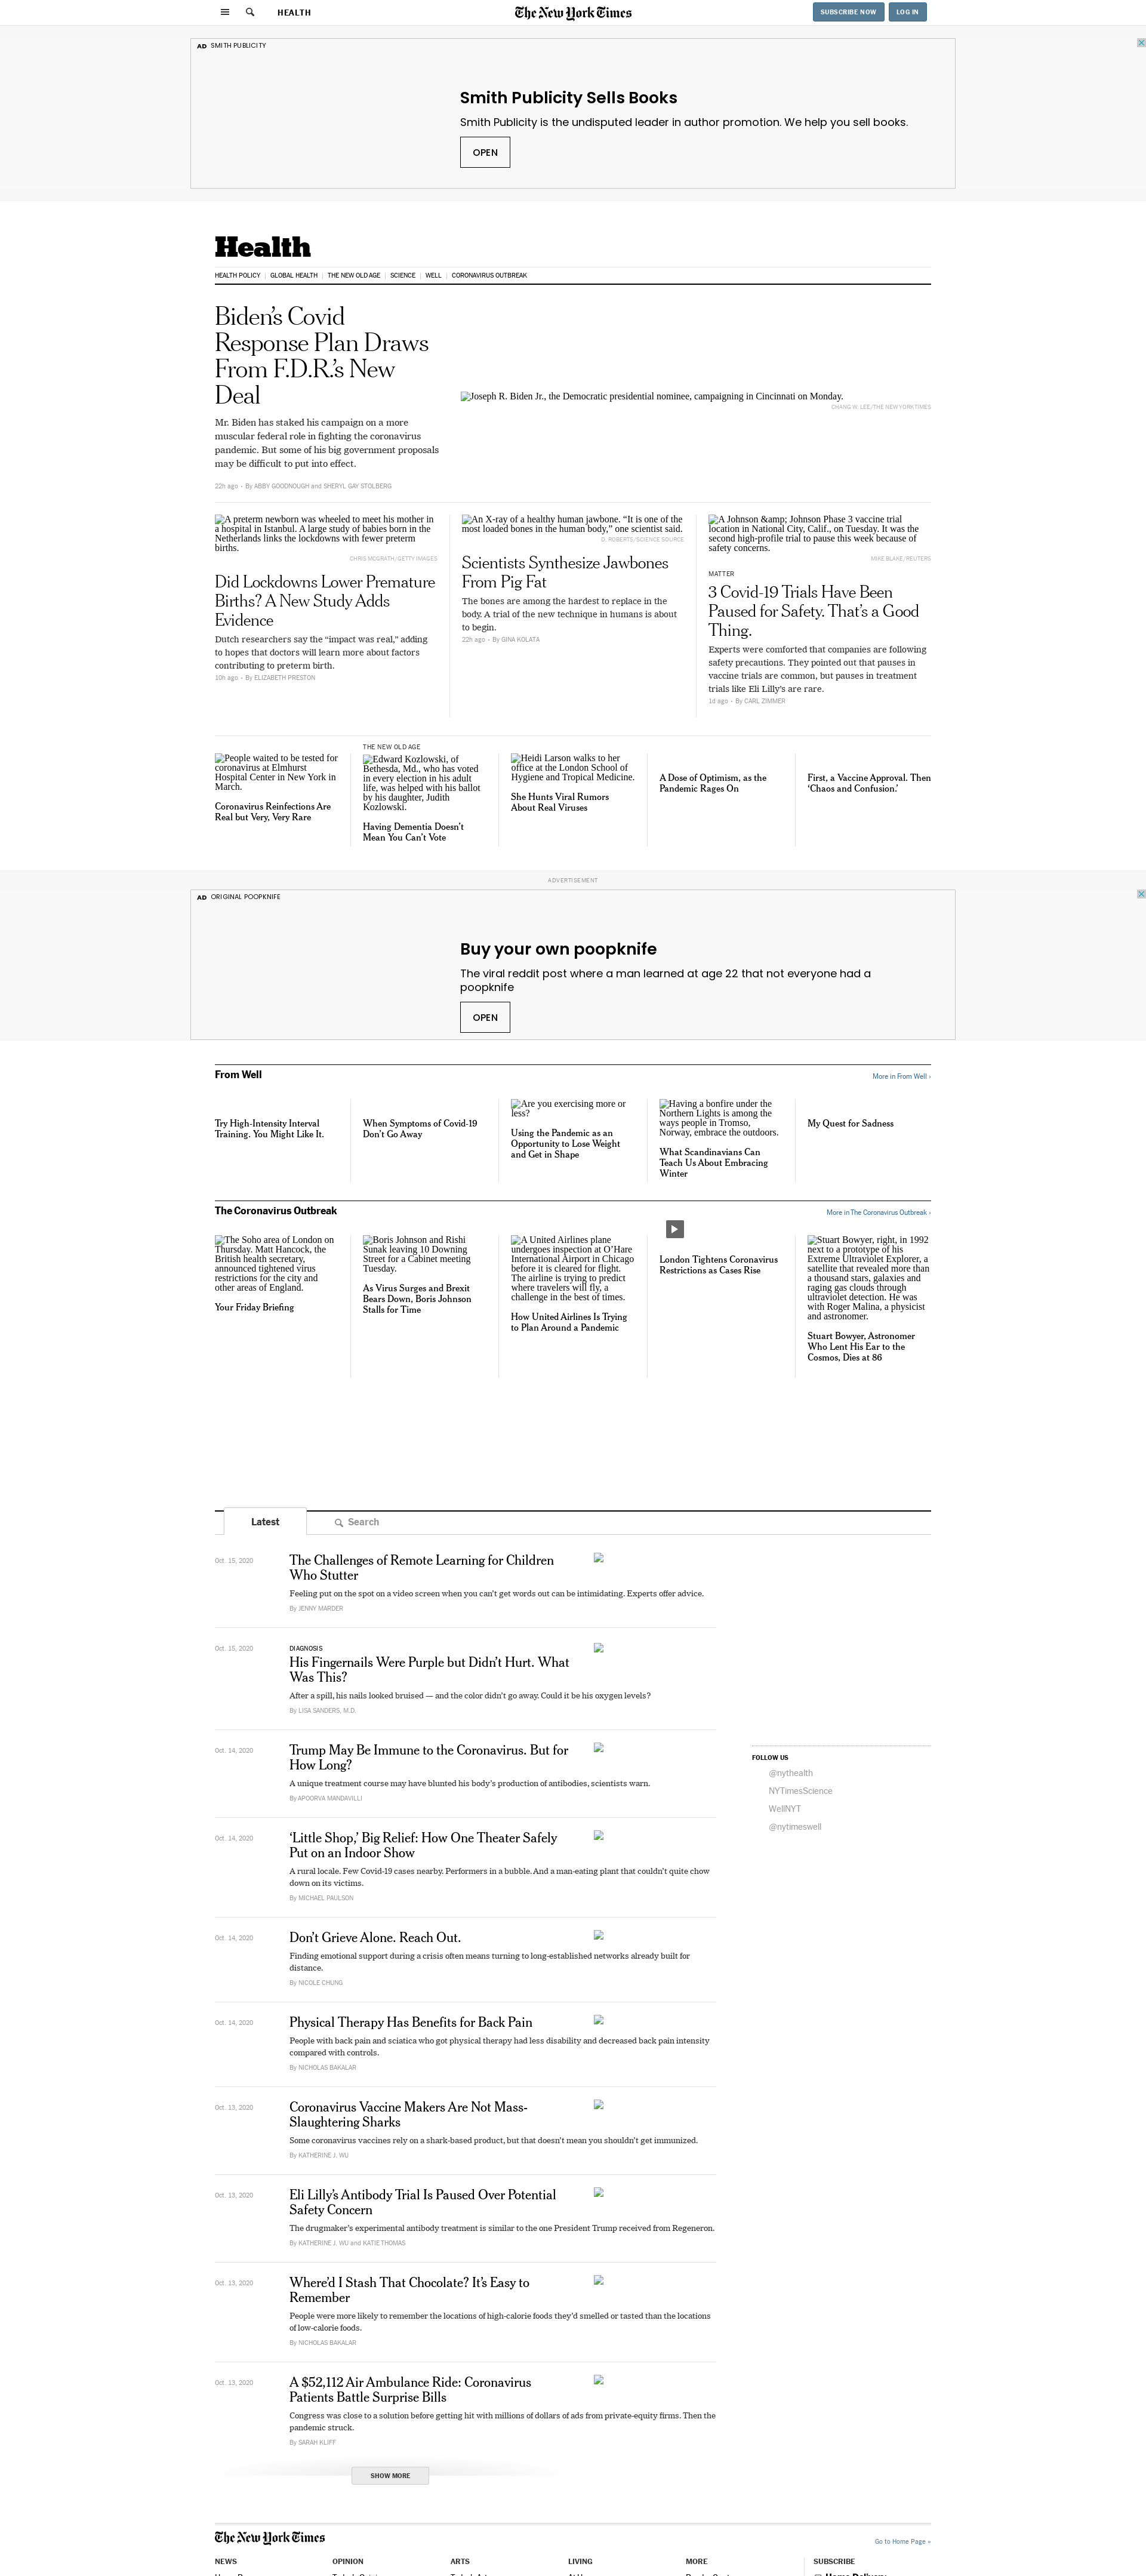 HEALTH
The New York Times
SUBSCRIBE NOW
LOG IN
AD SMITH PUBLICITY
Smith Publicity Sells Books
Smith Publicity is the undisputed leader in author promotion. We help you sell books.
OPEN
Health
HEALTH POLICY
GLOBAL HEALTH
THE NEW OLD AGE
SCIENCE
WELL
CORONAVIRUS OUTBREAK
Biden’s Covid
Response Plan Draws
From F.D.R.’s New
Deal
Mr. Biden has staked his campaign on a more
muscular federal role in fighting the coronavirus
pandemic. But some of his big government proposals
may be difficult to put into effect.
22h ago • By ABBY GOODNOUGH and SHERYL GAY STOLBERG
Joseph R. Biden Jr., the Democratic presidential nominee, campaigning in Cincinnati on Monday.
CHANG W. LEE/THE NEW YORK TIMES
A preterm newborn was wheeled to meet his mother in
a hospital in Istanbul. A large study of babies born in the
Netherlands links the lockdowns with fewer preterm
births.
CHRIS MCGRATH/GETTY IMAGES
Did Lockdowns Lower Premature
Births? A New Study Adds
Evidence
Dutch researchers say the “impact was real,” adding
to hopes that doctors will learn more about factors
contributing to preterm birth.
10h ago • By ELIZABETH PRESTON
An X-ray of a healthy human jawbone. “It is one of the
most loaded bones in the human body,” one scientist said.
D. ROBERTS/SCIENCE SOURCE
Scientists Synthesize Jawbones
From Pig Fat
The bones are among the hardest to replace in the
body. A trial of the new technique in humans is about
to begin.
22h ago • By GINA KOLATA
A Johnson &amp; Johnson Phase 3 vaccine trial
location in National City, Calif., on Tuesday. It was the
second high-profile trial to pause this week because of
safety concerns.
MIKE BLAKE/REUTERS
MATTER
3 Covid-19 Trials Have Been
Paused for Safety. That’s a Good
Thing.
Experts were comforted that companies are following
safety precautions. They pointed out that pauses in
vaccine trials are common, but pauses in treatment
trials like Eli Lilly’s are rare.
1d ago • By CARL ZIMMER
People waited to be tested for
coronavirus at Elmhurst
Hospital Center in New York in
March.
Coronavirus Reinfections Are
Real but Very, Very Rare
THE NEW OLD AGE
Edward Kozlowski, of
Bethesda, Md., who has voted
in every election in his adult
life, was helped with his ballot
by his daughter, Judith
Kozlowski.
Having Dementia Doesn’t
Mean You Can’t Vote
Heidi Larson walks to her
office at the London School of
Hygiene and Tropical Medicine.
She Hunts Viral Rumors
About Real Viruses
A Dose of Optimism, as the
Pandemic Rages On
First, a Vaccine Approval. Then
‘Chaos and Confusion.’
ADVERTISEMENT
AD ORIGINAL POOPKNIFE
Buy your own poopknife
The viral reddit post where a man learned at age 22 that not everyone had a
poopknife
OPEN
From Well
More in From Well ›
Try High-Intensity Interval
Training. You Might Like It.
When Symptoms of Covid-19
Don’t Go Away
Are you exercising more or
less?
Using the Pandemic as an
Opportunity to Lose Weight
and Get in Shape
Having a bonfire under the
Northern Lights is among the
ways people in Tromso,
Norway, embrace the outdoors.
What Scandinavians Can
Teach Us About Embracing
Winter
My Quest for Sadness
The Coronavirus Outbreak
More in The Coronavirus Outbreak ›
The Soho area of London on
Thursday. Matt Hancock, the
British health secretary,
announced tightened virus
restrictions for the city and
other areas of England.
Your Friday Briefing
Boris Johnson and Rishi
Sunak leaving 10 Downing
Street for a Cabinet meeting
Tuesday.
As Virus Surges and Brexit
Bears Down, Boris Johnson
Stalls for Time
A United Airlines plane
undergoes inspection at O’Hare
International Airport in Chicago
before it is cleared for flight.
The airline is trying to predict
where travelers will fly, a
challenge in the best of times.
How United Airlines Is Trying
to Plan Around a Pandemic
London Tightens Coronavirus
Restrictions as Cases Rise
Stuart Bowyer, right, in 1992
next to a prototype of his
Extreme Ultraviolet Explorer, a
satellite that revealed more than
a thousand stars, galaxies and
raging gas clouds through
ultraviolet detection. He was
with Roger Malina, a physicist
and astronomer.
Stuart Bowyer, Astronomer
Who Lent His Ear to the
Cosmos, Dies at 86
Latest
Search
Oct. 15, 2020
The Challenges of Remote Learning for Children
Who Stutter
Feeling put on the spot on a video screen when you can’t get words out can be intimidating. Experts offer advice.
By JENNY MARDER
Oct. 15, 2020
DIAGNOSIS
His Fingernails Were Purple but Didn’t Hurt. What
Was This?
After a spill, his nails looked bruised — and the color didn’t go away. Could it be his oxygen levels?
By LISA SANDERS, M.D.
Oct. 14, 2020
Trump May Be Immune to the Coronavirus. But for
How Long?
A unique treatment course may have blunted his body’s production of antibodies, scientists warn.
By APOORVA MANDAVILLI
Oct. 14, 2020
‘Little Shop,’ Big Relief: How One Theater Safely
Put on an Indoor Show
A rural locale. Few Covid-19 cases nearby. Performers in a bubble. And a man-eating plant that couldn’t quite chow
down on its victims.
By MICHAEL PAULSON
Oct. 14, 2020
Don’t Grieve Alone. Reach Out.
Finding emotional support during a crisis often means turning to long-established networks already built for
distance.
By NICOLE CHUNG
Oct. 14, 2020
Physical Therapy Has Benefits for Back Pain
People with back pain and sciatica who got physical therapy had less disability and decreased back pain intensity
compared with controls.
By NICHOLAS BAKALAR
Oct. 13, 2020
Coronavirus Vaccine Makers Are Not Mass-
Slaughtering Sharks
Some coronavirus vaccines rely on a shark-based product, but that doesn’t mean you shouldn’t get immunized.
By KATHERINE J. WU
Oct. 13, 2020
Eli Lilly’s Antibody Trial Is Paused Over Potential
Safety Concern
The drugmaker’s experimental antibody treatment is similar to the one President Trump received from Regeneron.
By KATHERINE J. WU and KATIE THOMAS
Oct. 13, 2020
Where’d I Stash That Chocolate? It’s Easy to
Remember
People were more likely to remember the locations of high-calorie foods they’d smelled or tasted than the locations
of low-calorie foods.
By NICHOLAS BAKALAR
Oct. 13, 2020
A $52,112 Air Ambulance Ride: Coronavirus
Patients Battle Surprise Bills
Congress was close to a solution before getting hit with millions of dollars of ads from private-equity firms. Then the
pandemic struck.
By SARAH KLIFF
SHOW MORE
FOLLOW US
@nythealth
NYTimesScience
WellNYT
@nytimeswell
The New York Times
Go to Home Page »
NEWS
OPINION
ARTS
LIVING
MORE
SUBSCRIBE